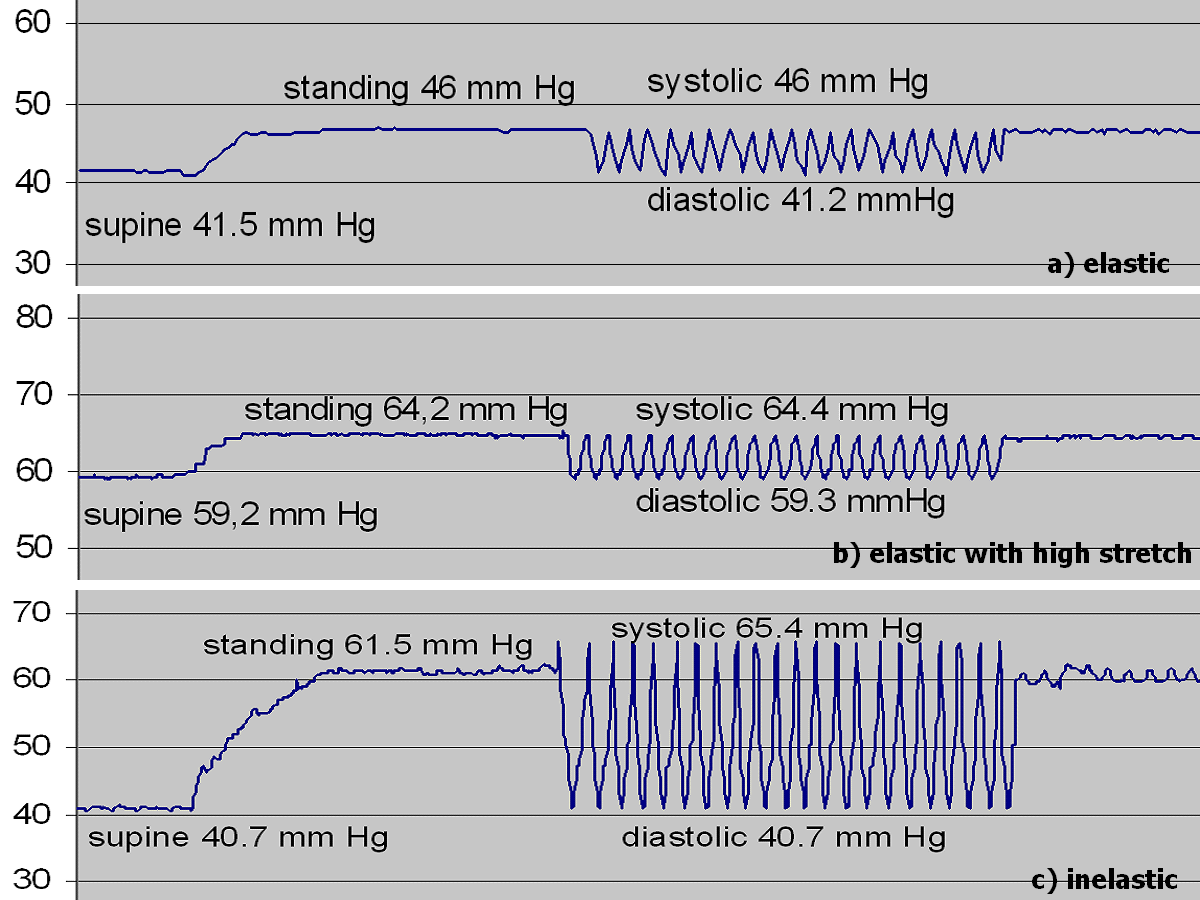 60
standing 46 mm Hg
systolic 46 mm Hg
50
40
diastolic 41.2 mmHg
supine 41.5 mm Hg
30
a) elastic
80
70
standing 64,2 mm Hg
systolic 64.4 mm Hg
60
supine 59,2 mm Hg
diastolic 59.3 mmHg
50
b) elastic with high stretch
70
standing 61.5 mm Hg
systolic 65.4 mm Hg
60
50
40
supine 40.7 mm Hg
diastolic 40.7 mm Hg
30
c) inelastic